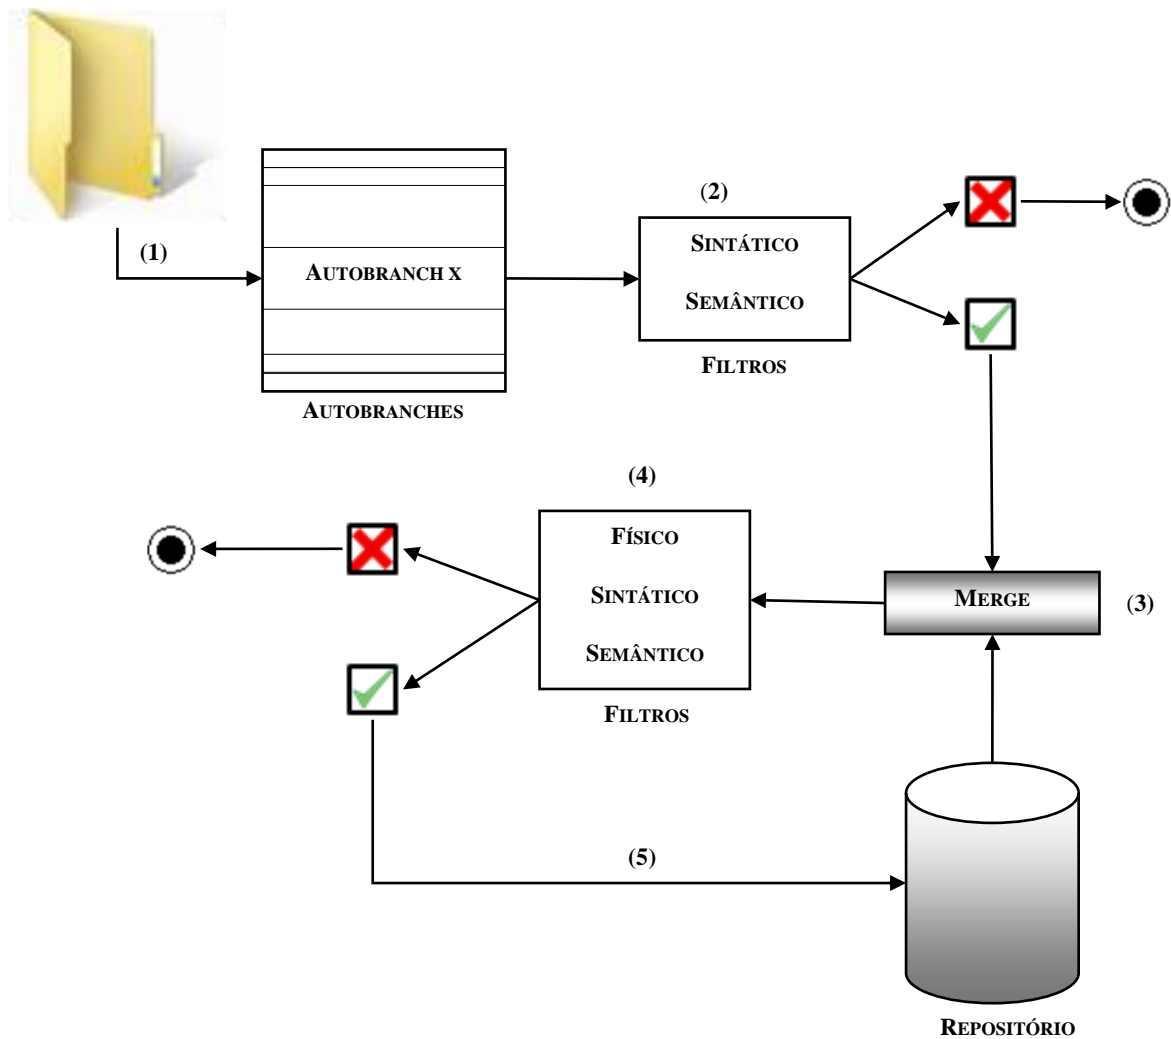 (1)
AUTOBRANCH X
AUTOBRANCHES
(2)
SINTÁTICO
SEMÂNTICO
FILTROS
MERGE
(3)
(4)
FÍSICO
SINTÁTICO
SEMÂNTICO
FILTROS
(5)
REPOSITÓRIO